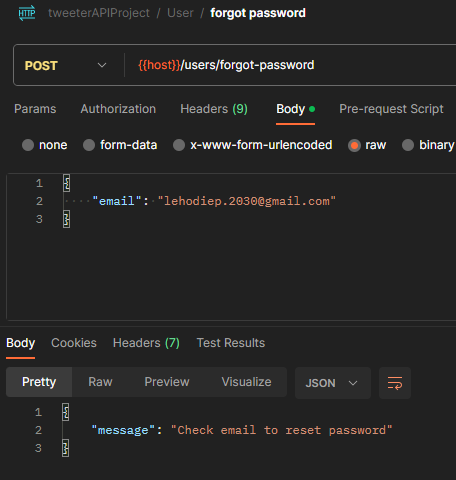 HTTP tweeterAPIProject / User / forgot password
POST {{host}}/users/forgot-password
Params Authorization Headers (9) Body Pre-request Script
none form-data x-www-form-urlencoded raw binary
1 {
2 "email": "lehodiep.2030@gmail.com"
3 }
Body Cookies Headers (7) Test Results
Pretty Raw Preview Visualize JSON
1 {
2 "message": "Check email to reset password"
3 }